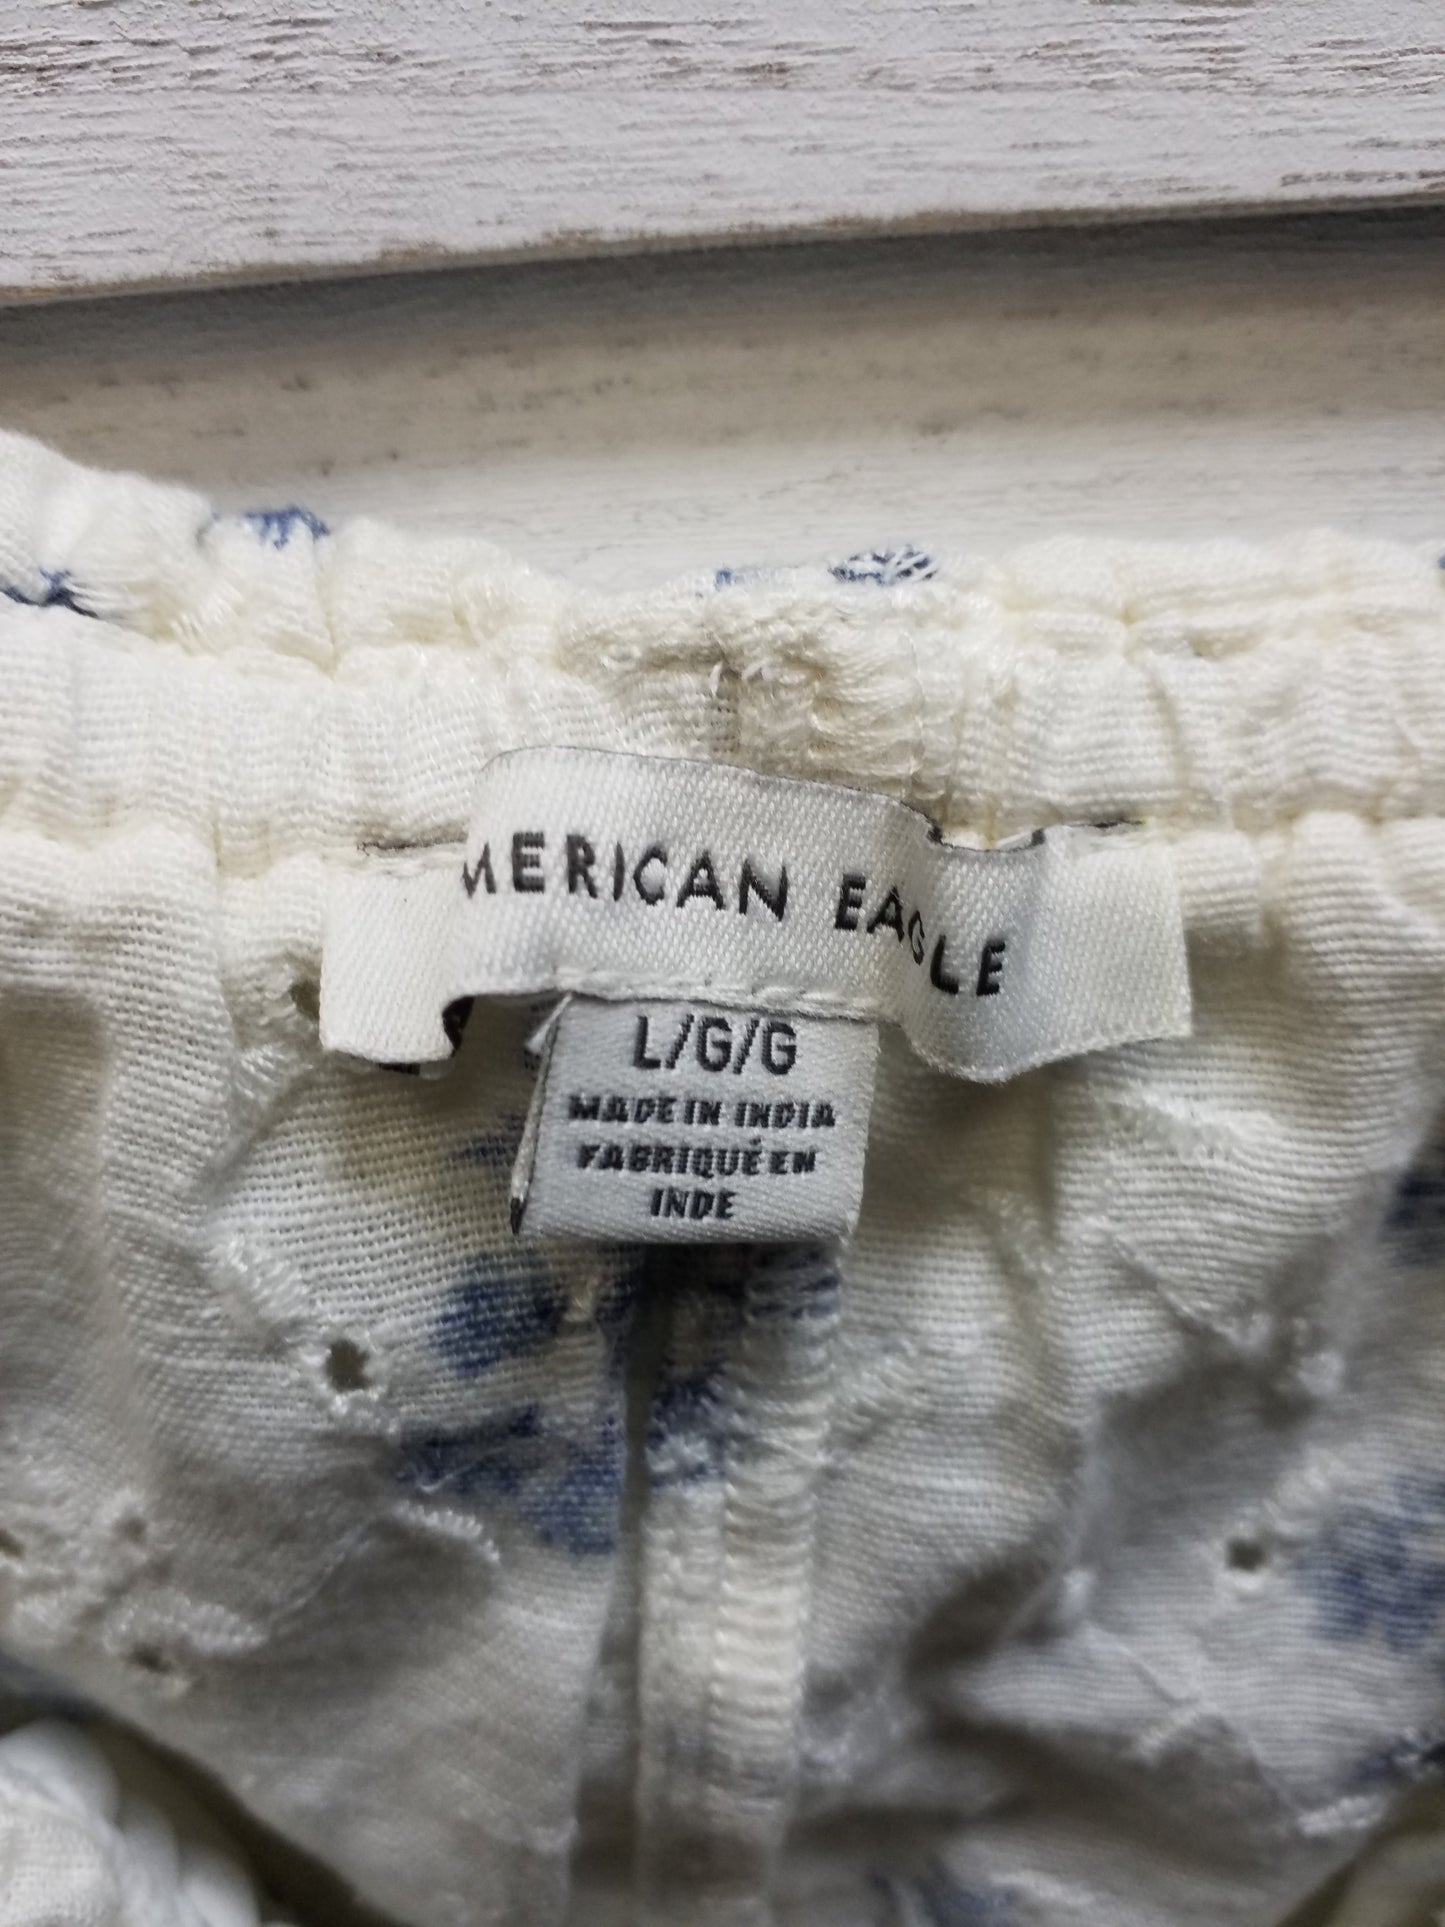 MERICAN EAGLE
L/G/G
MADE IN INDIA
FABRIQUÉ EN
INDE